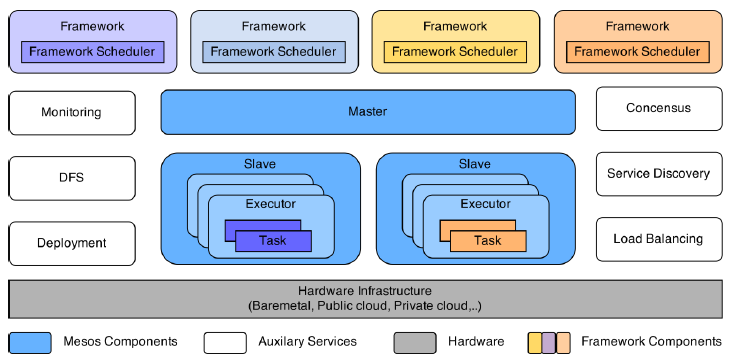 Framework
Framework Scheduler
Framework
Framework Scheduler
Framework
Framework Scheduler
Framework
Framework Scheduler
Monitoring
Master
Concensus
DFS
Slave
Executor
Task
Slave
Executor
Task
Service Discovery
Deployment
Load Balancing
Hardware Infrastructure
(Baremetal, Public cloud, Private cloud,..)
Mesos Components
Auxilary Services
Hardware
Framework Components